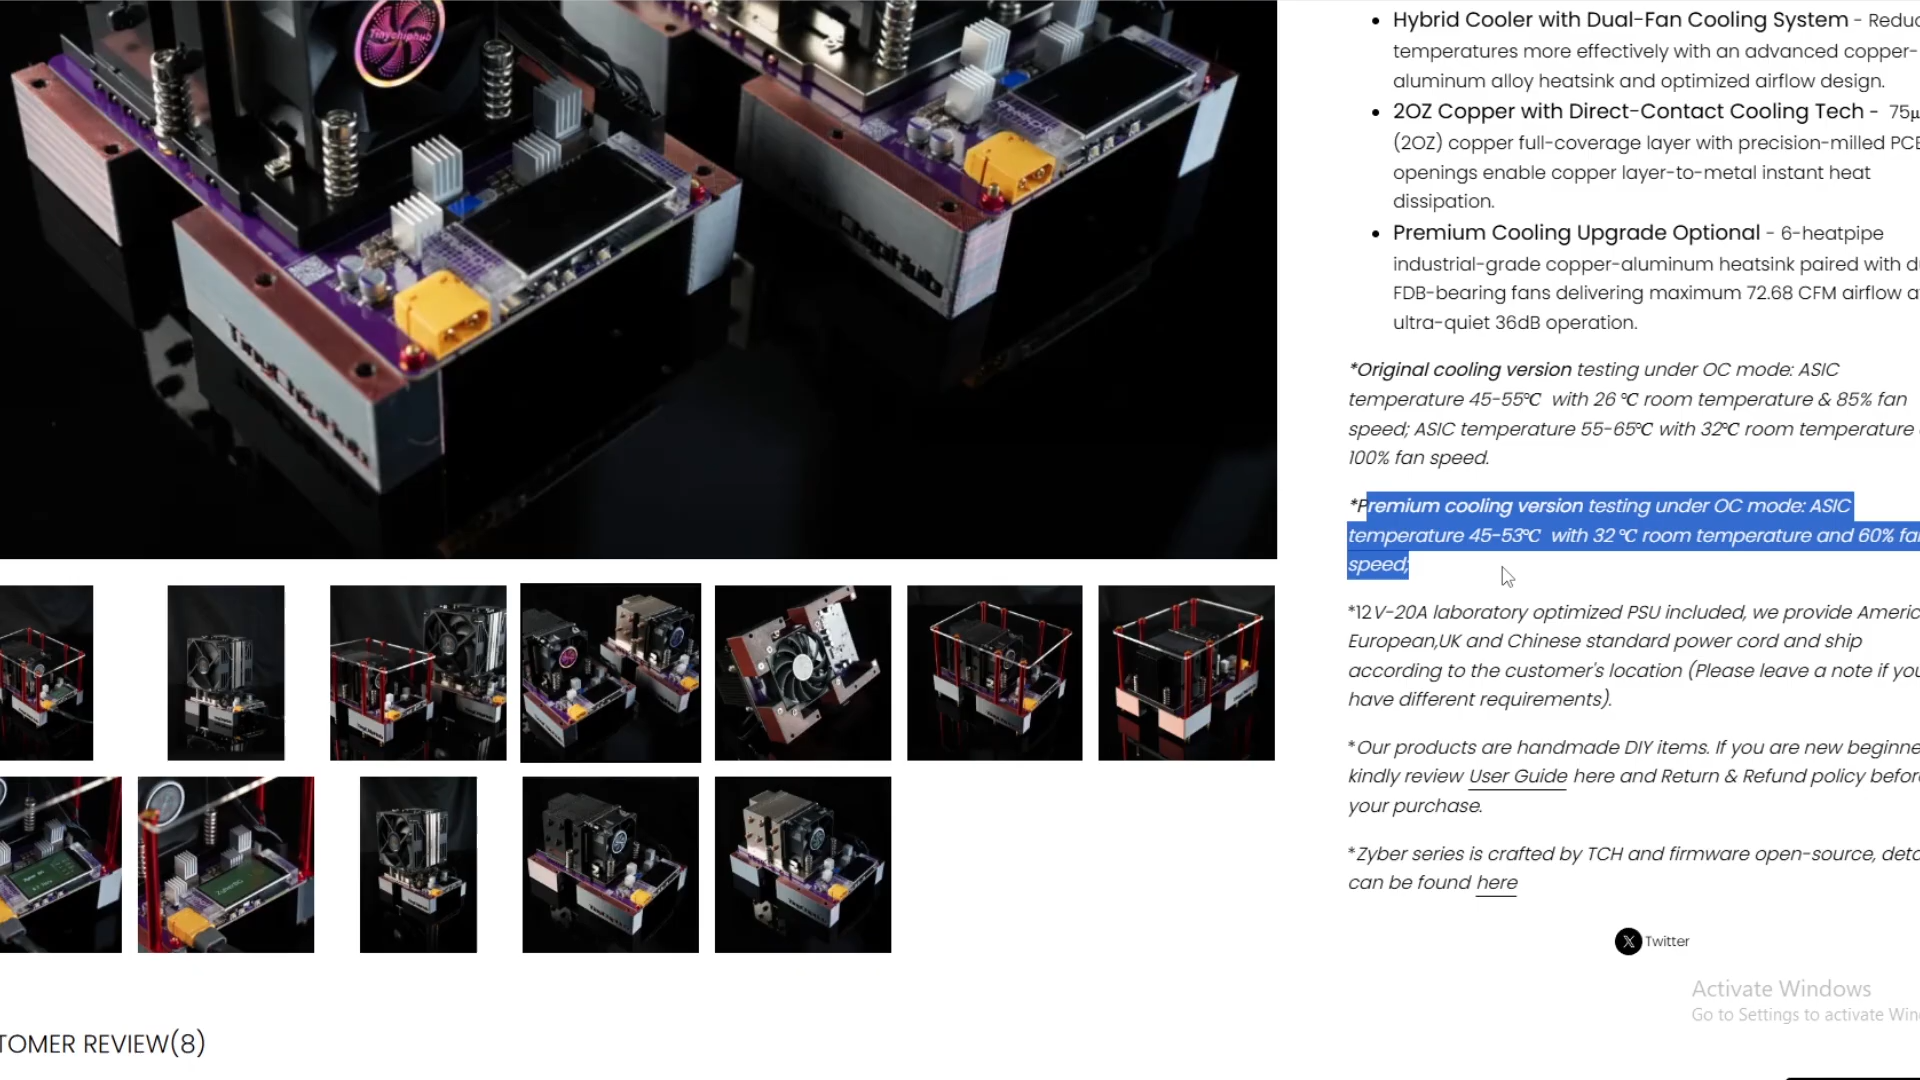 Tinychiphub
Hybrid Cooler with Dual-Fan Cooling System - Reduc
temperatures more effectively with an advanced copper-
aluminum alloy heatsink and optimized airflow design.
2OZ Copper with Direct-Contact Cooling Tech - 75μ
(2OZ) copper full-coverage layer with precision-milled PCB
openings enable copper layer-to-metal instant heat
dissipation.
Premium Cooling Upgrade Optional - 6-heatpipe
industrial-grade copper-aluminum heatsink paired with du
FDB-bearing fans delivering maximum 72.68 CFM airflow a
ultra-quiet 36dB operation.
*Original cooling version testing under OC mode: ASIC
temperature 45-55℃ with 26 ℃ room temperature & 85% fan
speed; ASIC temperature 55-65℃ with 32℃ room temperature
100% fan speed.
*Premium cooling version testing under OC mode: ASIC
temperature 45-53℃ with 32 ℃ room temperature and 60% fan
speed;
*12V-20A laboratory optimized PSU included, we provide Americ
European,UK and Chinese standard power cord and ship
according to the customer's location (Please leave a note if you
have different requirements).
*Our products are handmade DIY items. If you are new beginne
kindly review User Guide here and Return & Refund policy befor
your purchase.
*Zyber series is crafted by TCH and firmware open-source, deta
can be found here
Twitter
Activate Windows
Go to Settings to activate Win
TOMER REVIEW(8)